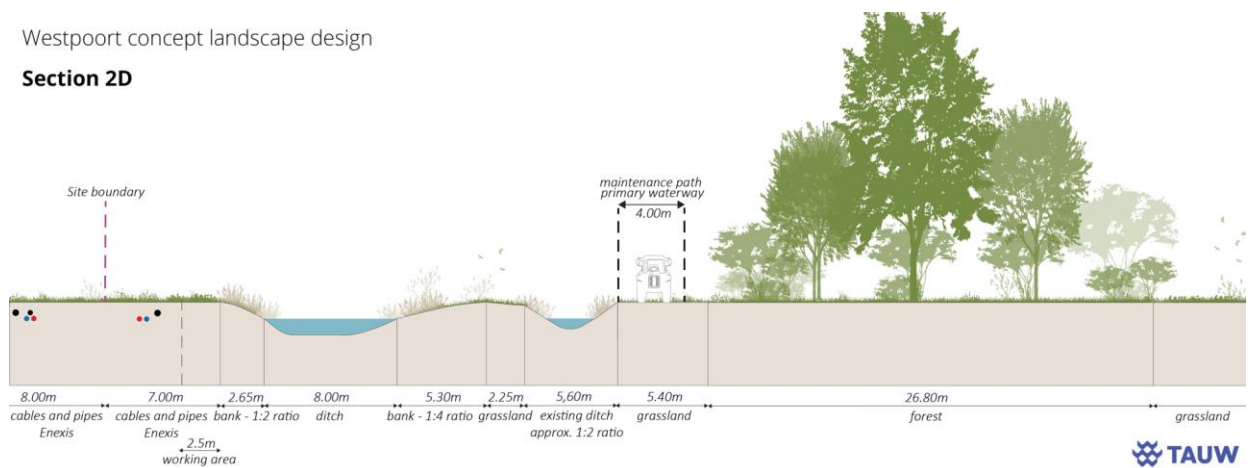 Westpoort concept landscape design
Section 2D
Site boundary
maintenance path
primary waterway
4.00m
8.00m
7.00m
2.65m
8.00m
5.30m
2.25m
5,60m
5.40m
26.80m
cables and pipes
Enexis
cables and pipes
Enexis
bank - 1:2 ratio
ditch
bank - 1:4 ratio
grassland
existing ditch
approx. 1:2 ratio
grassland
forest
grassland
2.5m
working area
TAUW